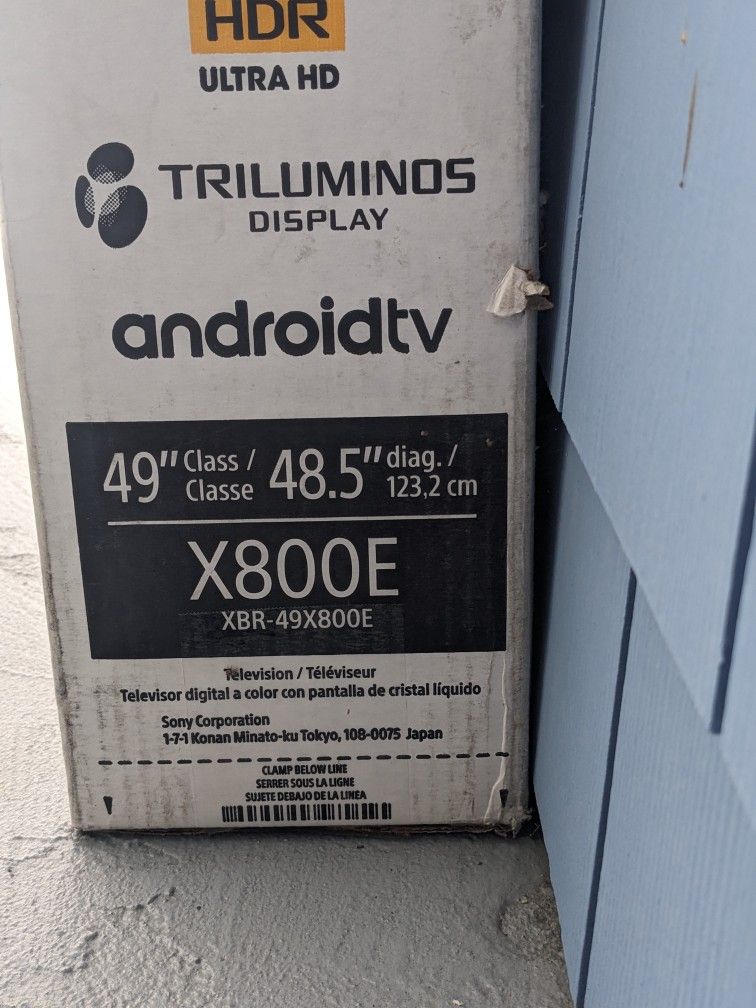 HDR
ULTRA HD
TRILUMINOS
DISPLAY
androidtv
49" Class / Classe 48.5" diag. / 123,2 cm
X800E
XBR-49X800E
Television / Téléviseur
Televisor digital a color con pantalla de cristal líquido
Sony Corporation
1-7-1 Konan Minato-ku Tokyo, 108-0075 Japan
CLAMP BELOW LINE
SERRER SOUS LA LIGNE
SUJETE DEBAJO DE LA LINEA